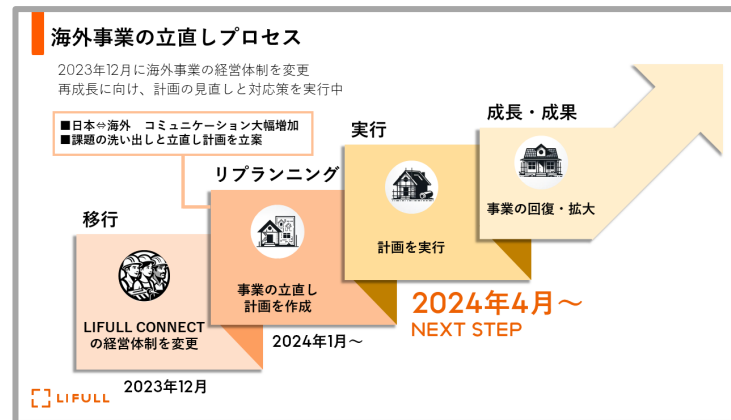 海外事業の立直しプロセス
2023年12月に海外事業の経営体制を変更
再成長に向け、計画の見直しと対応策を実行中
■日本⇔海外　コミュニケーション大幅増加
■課題の洗い出しと立直し計画を立案
移行
LIFULL CONNECT
の経営体制を変更
2023年12月
リプランニング
事業の立直し
計画を作成
2024年1月～
実行
計画を実行
2024年4月～
NEXT STEP
成長・成果
事業の回復・拡大
LIFULL